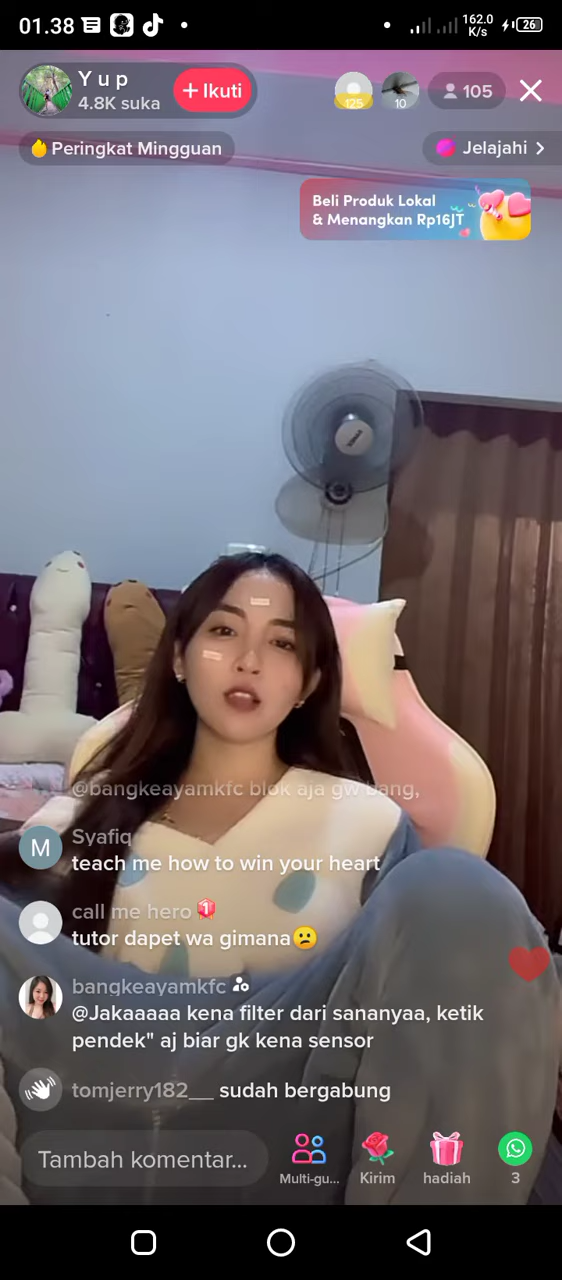 01.38
162.0
K/s
26
Y u p
4.8K suka
+ Ikuti
125
10
105
Peringkat Mingguan
Jelajahi
Beli Produk Lokal
& Menangkan Rp16JT
@bangkeayamkfc blok aja gw bang,
M
Syafiq
teach me how to win your heart
call me hero 1
tutor dapet wa gimana😕
bangkeayamkfc
@Jakaaaaa kena filter dari sananyaa, ketik
pendek" aj biar gk kena sensor
tomjerry182__ sudah bergabung
Tambah komentar...
Multi-gu...
Kirim
hadiah
3